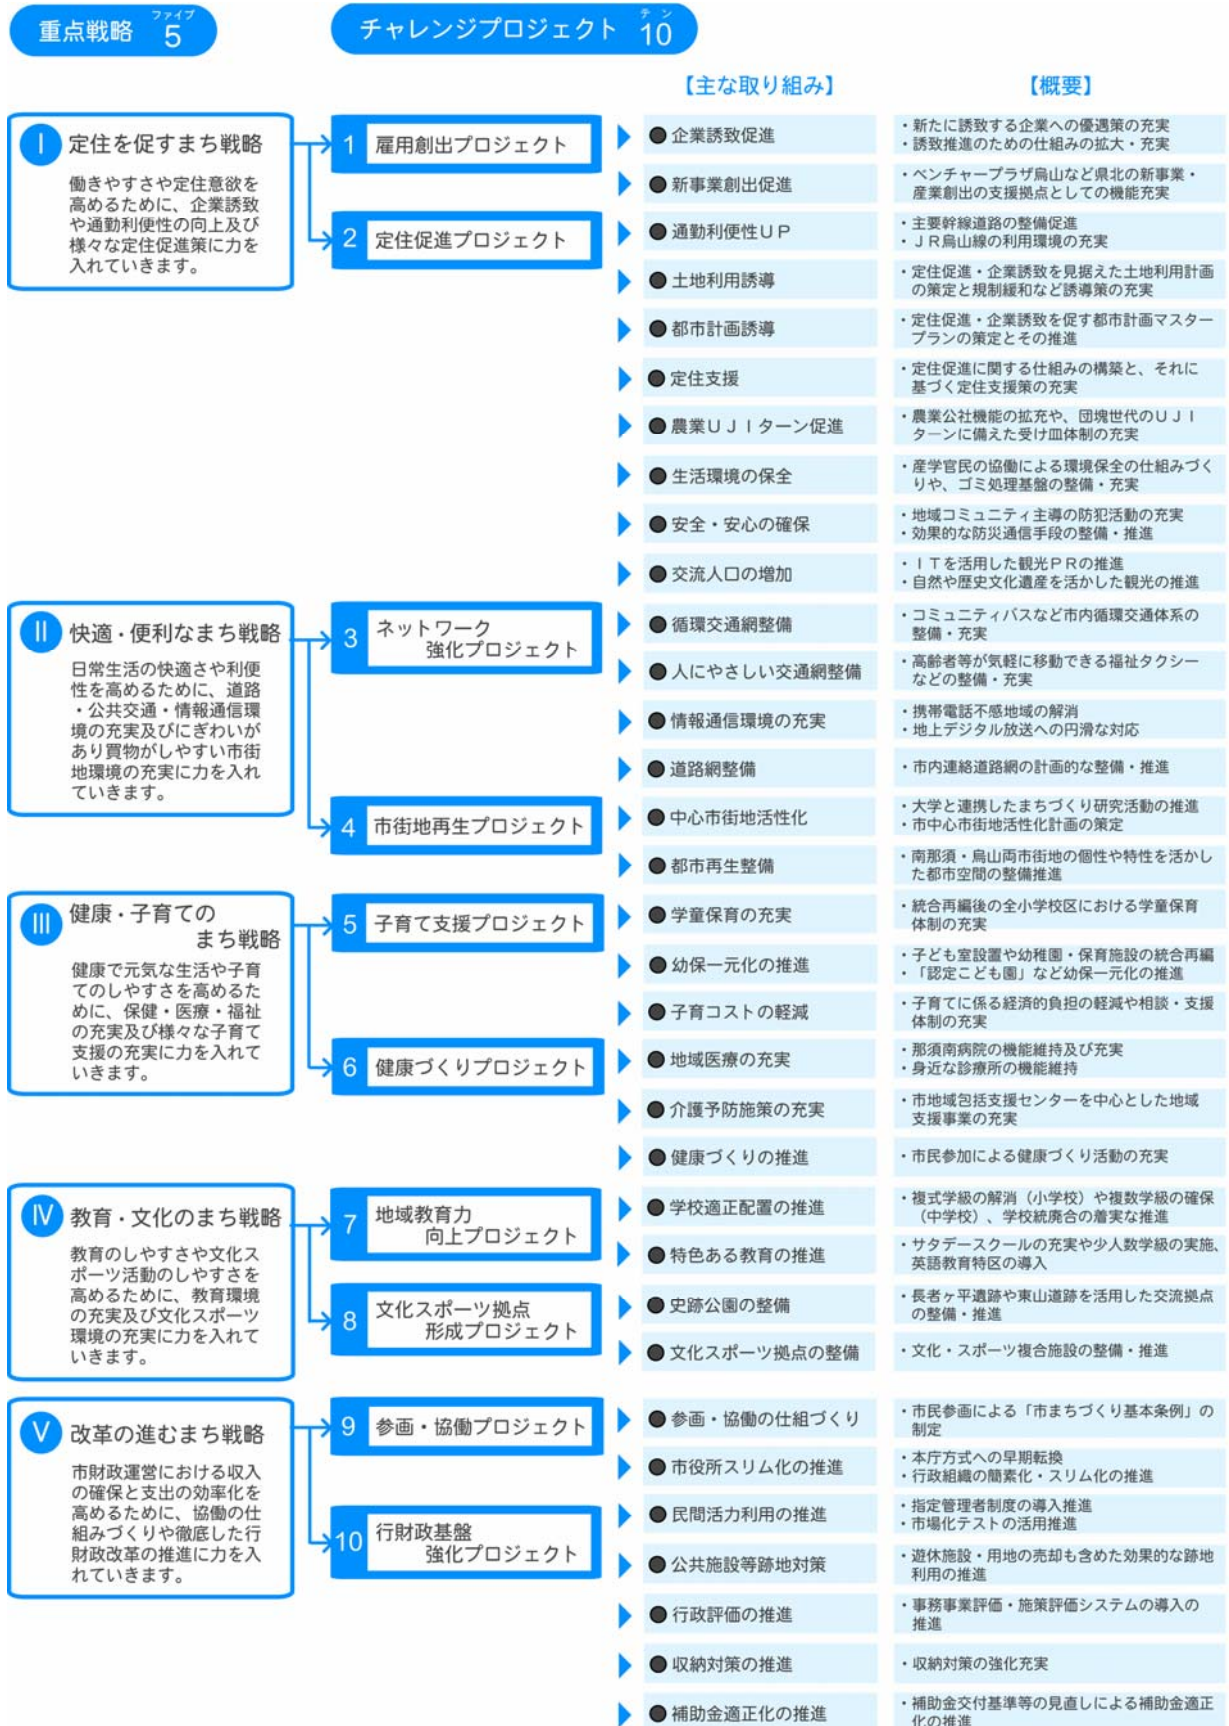 重点戦略 ファイブ 5
チャレンジプロジェクト テン 10
【主な取り組み】
【概要】
I 定住を促すまち戦略
働きやすさや定住意欲を
高めるために、企業誘致
や通勤利便性の向上及び
様々な定住促進策に力を
入れていきます。
1 雇用創出プロジェクト
2 定住促進プロジェクト
●企業誘致促進
・新たに誘致する企業への優遇策の充実
・誘致推進のための仕組みの拡大・充実
●新事業創出促進
・ベンチャープラザ烏山など県北の新事業・
産業創出の支援拠点としての機能充実
●通勤利便性UP
・主要幹線道路の整備促進
・JR烏山線の利用環境の充実
●土地利用誘導
・定住促進・企業誘致を見据えた土地利用計画
の策定と規制緩和など誘導策の充実
●都市計画誘導
・定住促進・企業誘致を促す都市計画マスター
プランの策定とその推進
●定住支援
・定住促進に関する仕組みの構築と、それに
基づく定住支援策の充実
●農業UJIターン促進
・農業公社機能の拡充や、団塊世代のUJI
ターンに備えた受け皿体制の充実
●生活環境の保全
・産学官民の協働による環境保全の仕組みづく
りや、ゴミ処理基盤の整備・充実
●安全・安心の確保
・地域コミュニティ主導の防犯活動の充実
・効果的な防災通信手段の整備・推進
●交流人口の増加
・ITを活用した観光PRの推進
・自然や歴史文化遺産を活かした観光の推進
II 快適・便利なまち戦略
日常生活の快適さや利便
性を高めるために、道路
・公共交通・情報通信環
境の充実及びにぎわいが
あり買物がしやすい市街
地環境の充実に力を入れ
ていきます。
3 ネットワーク
強化プロジェクト
4 市街地再生プロジェクト
●循環交通網整備
・コミュニティバスなど市内循環交通体系の
整備・充実
●人にやさしい交通網整備
・高齢者等が気軽に移動できる福祉タクシー
などの整備・充実
●情報通信環境の充実
・携帯電話不感地域の解消
・地上デジタル放送への円滑な対応
●道路網整備
・市内連絡道路網の計画的な整備・推進
●中心市街地活性化
・大学と連携したまちづくり研究活動の推進
・市中心市街地活性化計画の策定
●都市再生整備
・南那須・烏山両市街地の個性や特性を活かし
た都市空間の整備推進
III 健康・子育ての
まち戦略
健康で元気な生活や子育
てのしやすさを高めるた
めに、保健・医療・福祉
の充実及び様々な子育て
支援の充実に力を入れて
いきます。
5 子育て支援プロジェクト
6 健康づくりプロジェクト
●学童保育の充実
・統合再編後の全小学校区における学童保育
体制の充実
●幼保一元化の推進
・子ども室設置や幼稚園・保育施設の統合再編
・「認定こども園」など幼保一元化の推進
●子育コストの軽減
・子育てに係る経済的負担の軽減や相談・支援
体制の充実
●地域医療の充実
・那須南病院の機能維持及び充実
・身近な診療所の機能維持
●介護予防施策の充実
・市地域包括支援センターを中心とした地域
支援事業の充実
●健康づくりの推進
・市民参加による健康づくり活動の充実
IV 教育・文化のまち戦略
教育のしやすさや文化ス
ポーツ活動のしやすさを
高めるために、教育環境
の充実及び文化スポーツ
環境の充実に力を入れて
いきます。
7 地域教育力
向上プロジェクト
8 文化スポーツ拠点
形成プロジェクト
●学校適正配置の推進
・複式学級の解消（小学校）や複数学級の確保
（中学校）、学校統廃合の着実な推進
●特色ある教育の推進
・サタデースクールの充実や少人数学級の実施、
英語教育特区の導入
●史跡公園の整備
・長者ヶ平遺跡や東山道跡を活用した交流拠点
の整備・推進
●文化スポーツ拠点の整備
・文化・スポーツ複合施設の整備・推進
V 改革の進むまち戦略
市財政運営における収入
の確保と支出の効率化を
高めるために、協働の仕
組みづくりや徹底した行
財政改革の推進に力を入
れていきます。
9 参画・協働プロジェクト
10 行財政基盤
強化プロジェクト
●参画・協働の仕組づくり
・市民参画による「市まちづくり基本条例」の
制定
●市役所スリム化の推進
・本庁方式への早期転換
・行政組織の簡素化・スリム化の推進
●民間活力利用の推進
・指定管理者制度の導入推進
・市場化テストの活用推進
●公共施設等跡地対策
・遊休施設・用地の売却も含めた効果的な跡地
利用の推進
●行政評価の推進
・事務事業評価・施策評価システムの導入の
推進
●収納対策の推進
・収納対策の強化充実
●補助金適正化の推進
・補助金交付基準等の見直しによる補助金適正
化の推進